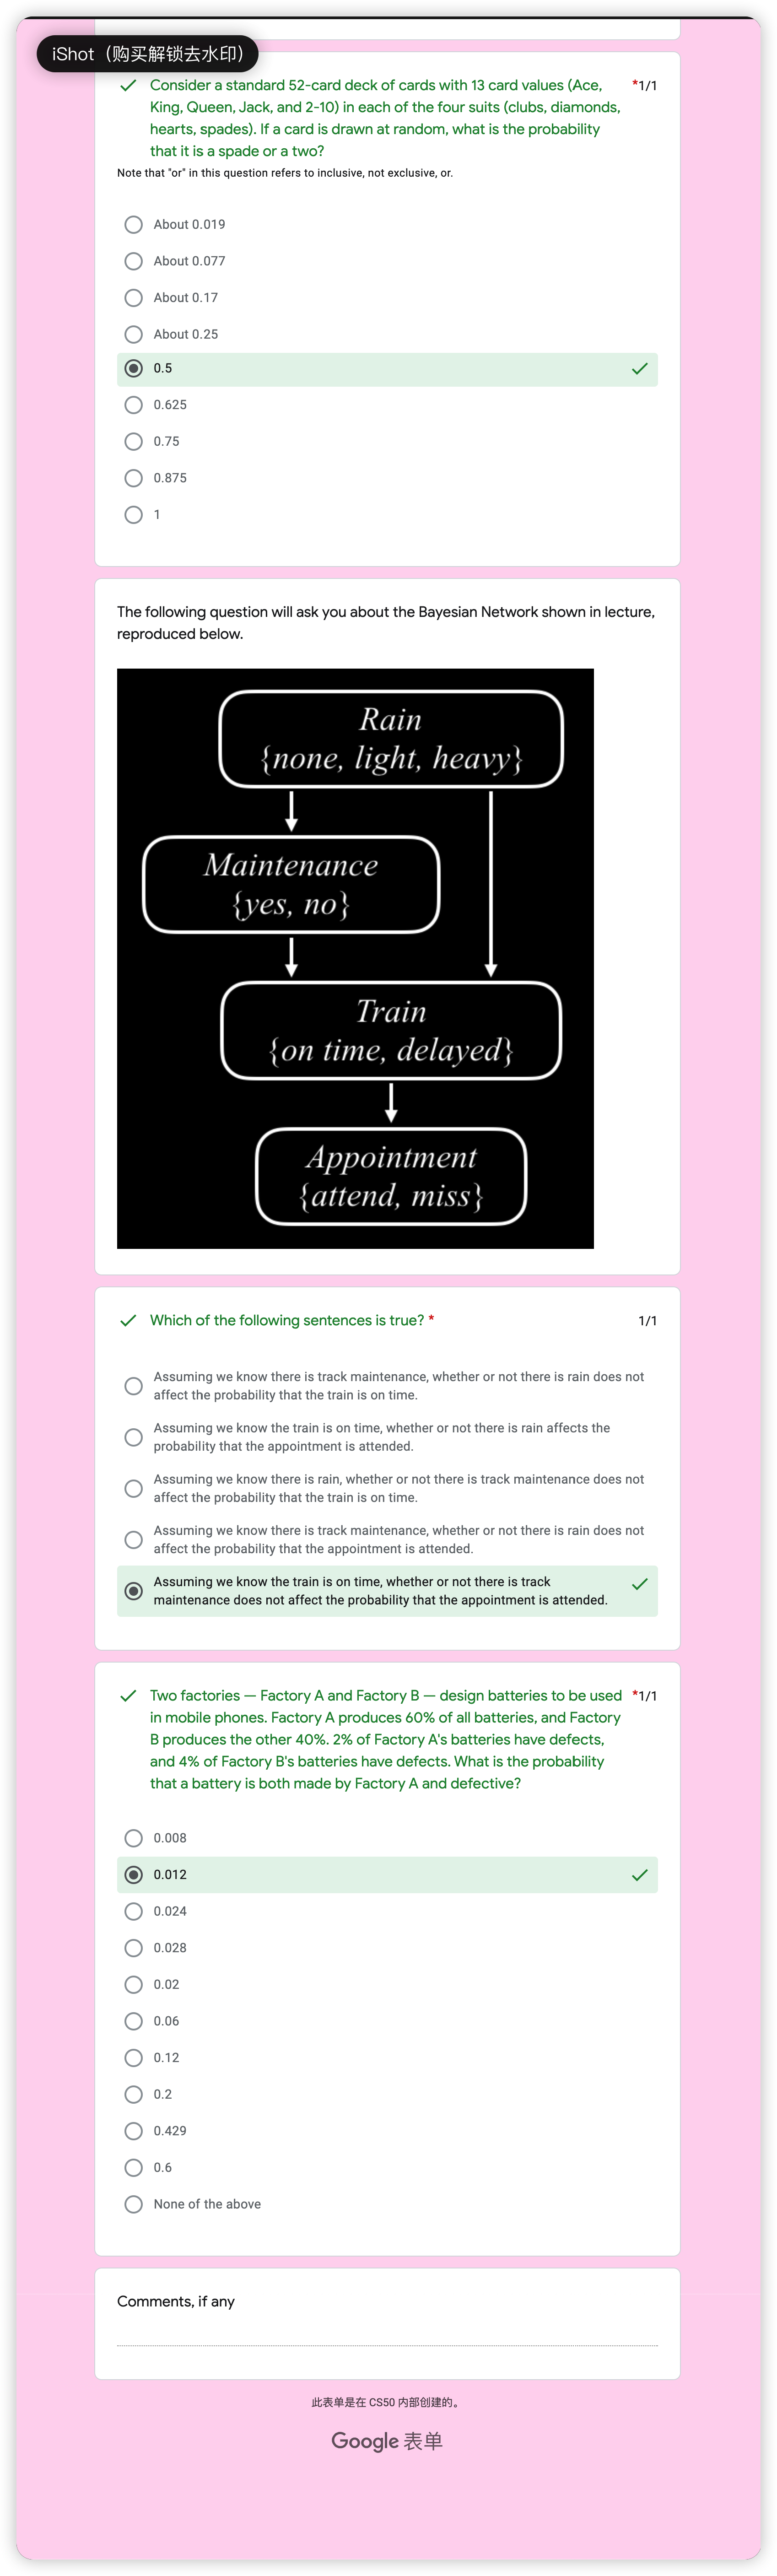 iShot（购买解锁去水印）
Consider a standard 52-card deck of cards with 13 card values (Ace, *1/1
King, Queen, Jack, and 2-10) in each of the four suits (clubs, diamonds,
hearts, spades). If a card is drawn at random, what is the probability
that it is a spade or a two?
Note that "or" in this question refers to inclusive, not exclusive, or.
About 0.019
About 0.077
About 0.17
About 0.25
0.5
0.625
0.75
0.875
1
The following question will ask you about the Bayesian Network shown in lecture,
reproduced below.
Rain
{none, light, heavy}
Maintenance
{yes, no}
Train
{on time, delayed}
Appointment
{attend, miss}
Which of the following sentences is true? * 1/1
Assuming we know there is track maintenance, whether or not there is rain does not
affect the probability that the train is on time.
Assuming we know the train is on time, whether or not there is rain affects the
probability that the appointment is attended.
Assuming we know there is rain, whether or not there is track maintenance does not
affect the probability that the train is on time.
Assuming we know there is track maintenance, whether or not there is rain does not
affect the probability that the appointment is attended.
Assuming we know the train is on time, whether or not there is track
maintenance does not affect the probability that the appointment is attended.
Two factories — Factory A and Factory B — design batteries to be used *1/1
in mobile phones. Factory A produces 60% of all batteries, and Factory
B produces the other 40%. 2% of Factory A's batteries have defects,
and 4% of Factory B's batteries have defects. What is the probability
that a battery is both made by Factory A and defective?
0.008
0.012
0.024
0.028
0.02
0.06
0.12
0.2
0.429
0.6
None of the above
Comments, if any
此表单是在 CS50 内部创建的。
Google 表单